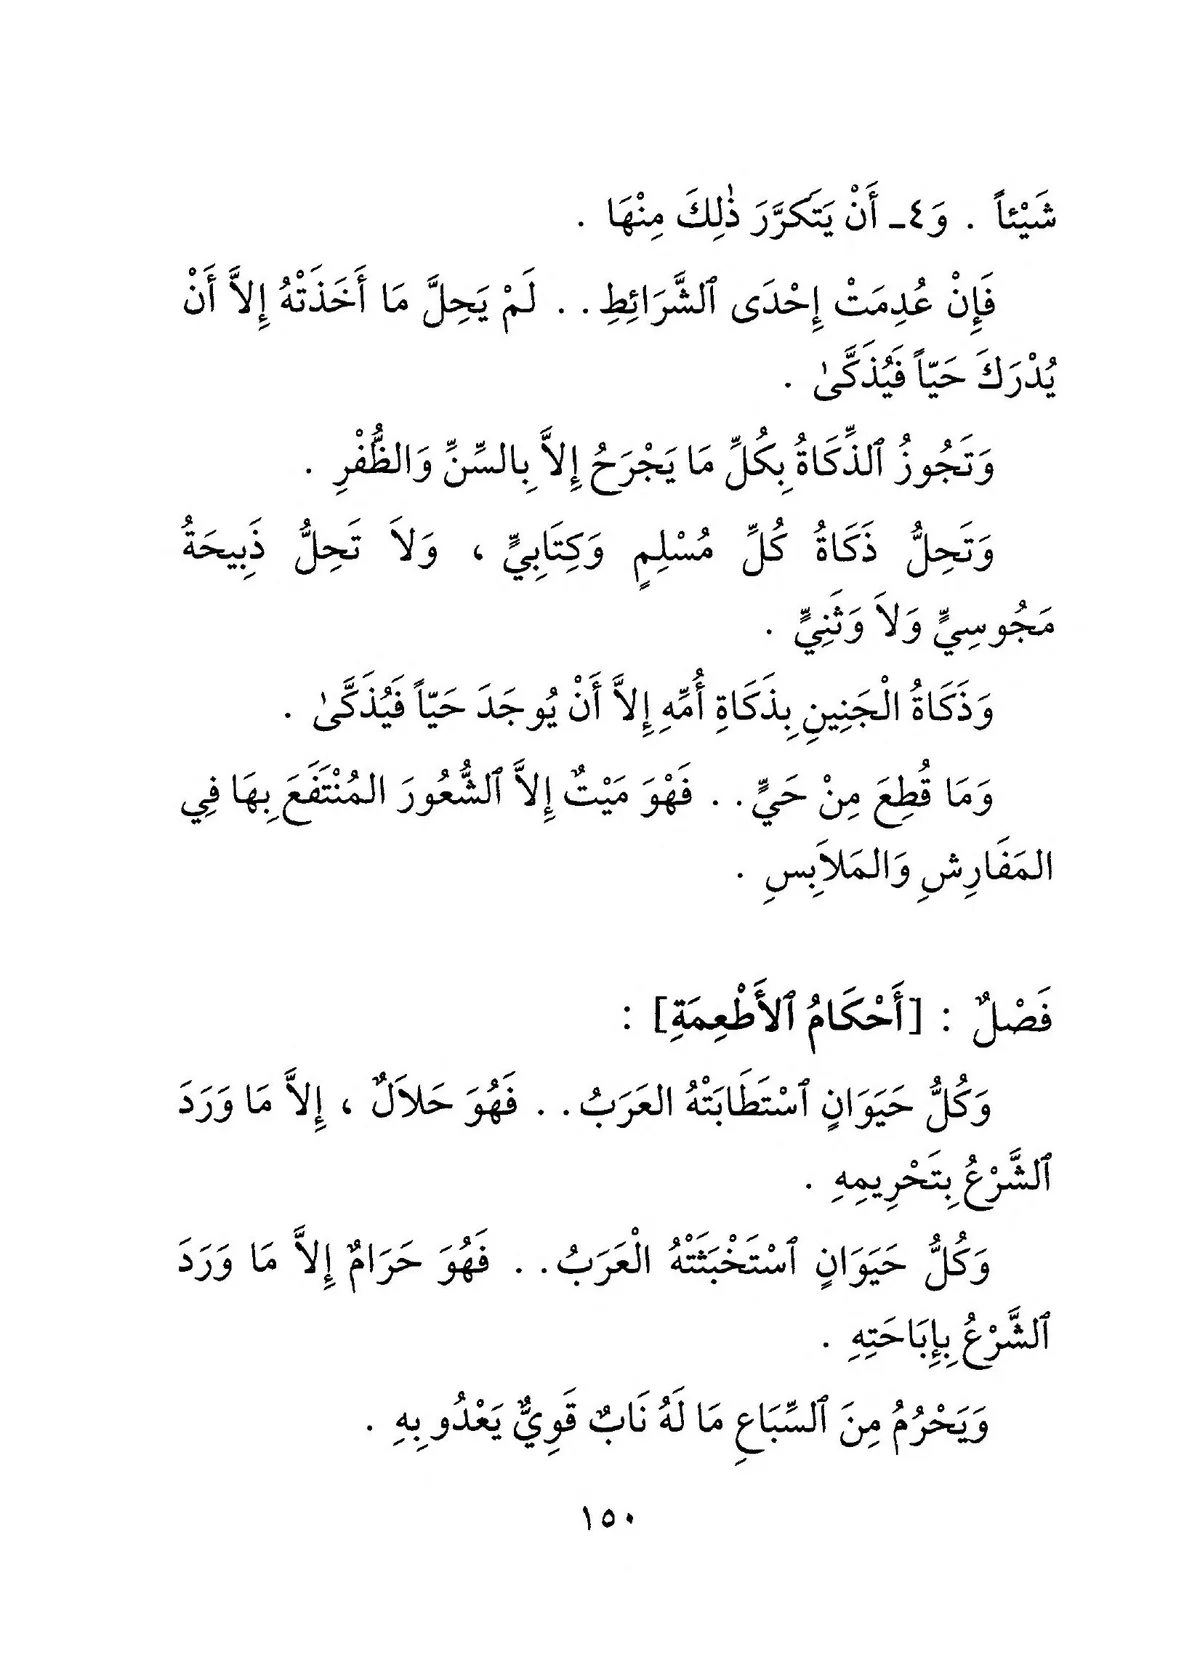 شَيْئاً . وَ٤ـ أَنْ يَتَكَرَّرَ ذٰلِكَ مِنْهَا .
فَإِنْ عُدِمَتْ إِحْدَى ٱلشَّرَائِطِ . . لَمْ يَحِلَّ مَا أَخَذَتْهُ إِلاَّ أَنْ
يُدْرَكَ حَيّاً فَيُذَكَّىٰ .
وَتَجُوزُ ٱلذَّكَاةُ بِكُلِّ مَا يَجْرَحُ إِلاَّ بِالسِّنِّ وَالظُّفْرِ .
وَتَحِلُّ ذَكَاةُ كُلِّ مُسْلِمٍ وَكِتَابِيٍّ ، وَلاَ تَحِلُّ ذَبِيحَةُ
مَجُوسِيٍّ وَلاَ وَثَنِيٍّ .
وَذَكَاةُ الْجَنِينِ بِذَكَاةِ أُمِّهِ إِلاَّ أَنْ يُوجَدَ حَيّاً فَيُذَكَّىٰ .
وَمَا قُطِعَ مِنْ حَيٍّ . . فَهْوَ مَيْتٌ إِلاَّ ٱلشُّعُورَ المُنْتَفَعَ بِهَا فِي
المَفَارِشِ وَالمَلاَبِسِ .
فَصْلٌ : [أَحْكَامُ ٱلأَطْعِمَةِ] :
وَكُلُّ حَيَوَانٍ ٱسْتَطَابَتْهُ العَرَبُ . . فَهُوَ حَلاَلٌ ، إِلاَّ مَا وَرَدَ
ٱلشَّرْعُ بِتَحْرِيمِهِ .
وَكُلُّ حَيَوَانٍ ٱسْتَخْبَثَتْهُ الْعَرَبُ . . فَهُوَ حَرَامٌ إِلاَّ مَا وَرَدَ
ٱلشَّرْعُ بِإِبَاحَتِهِ .
وَيَحْرُمُ مِنَ ٱلسِّبَاعِ مَا لَهُ نَابٌ قَوِيٌّ يَعْدُو بِهِ .
١٥٠